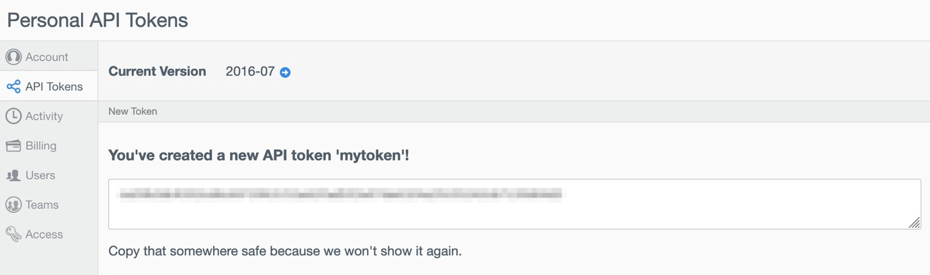 Personal API Tokens
Account
Current Version 2016-07
API Tokens
New Token
Activity
Billing
You've created a new API token 'mytoken'!
Users
Teams
Access
Copy that somewhere safe because we won't show it again.